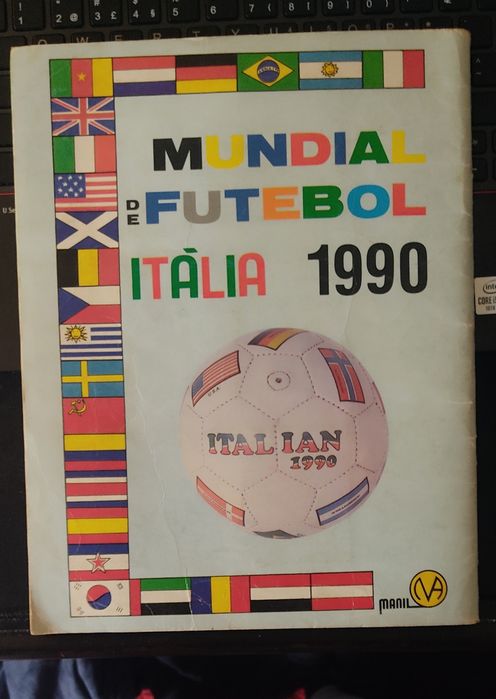 MUNDIAL
DE FUTEBOL
ITÀLIA 1990
U.S.A.
ITALIAN
1990
MANIL